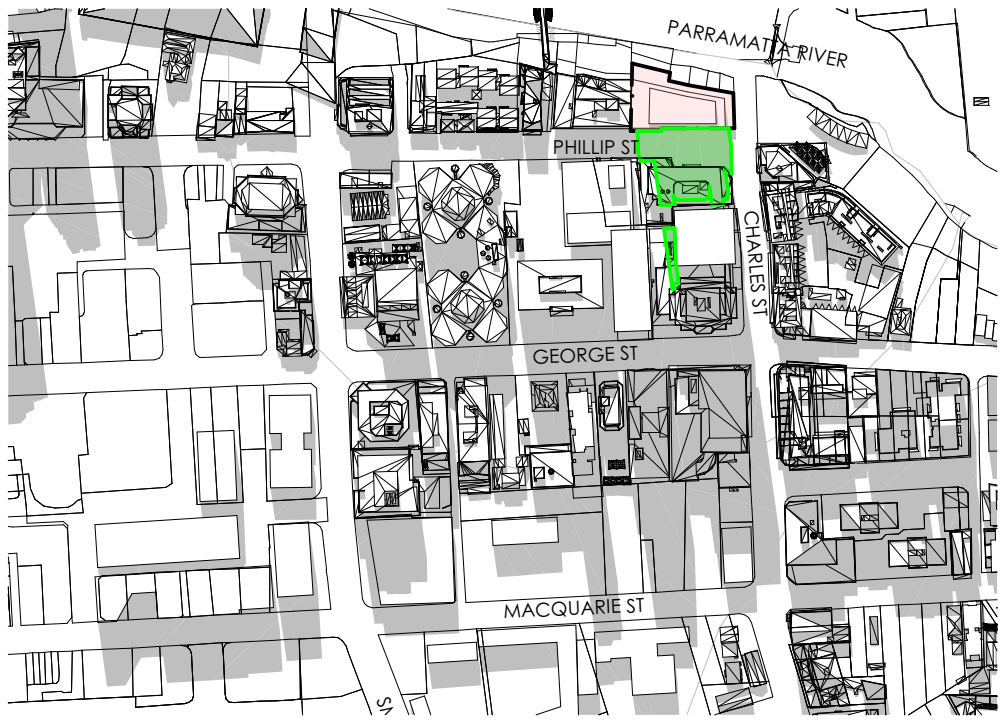 PARRAMATTA RIVER
PHILLIP ST
CHARLES ST
GEORGE ST
MACQUARIE ST